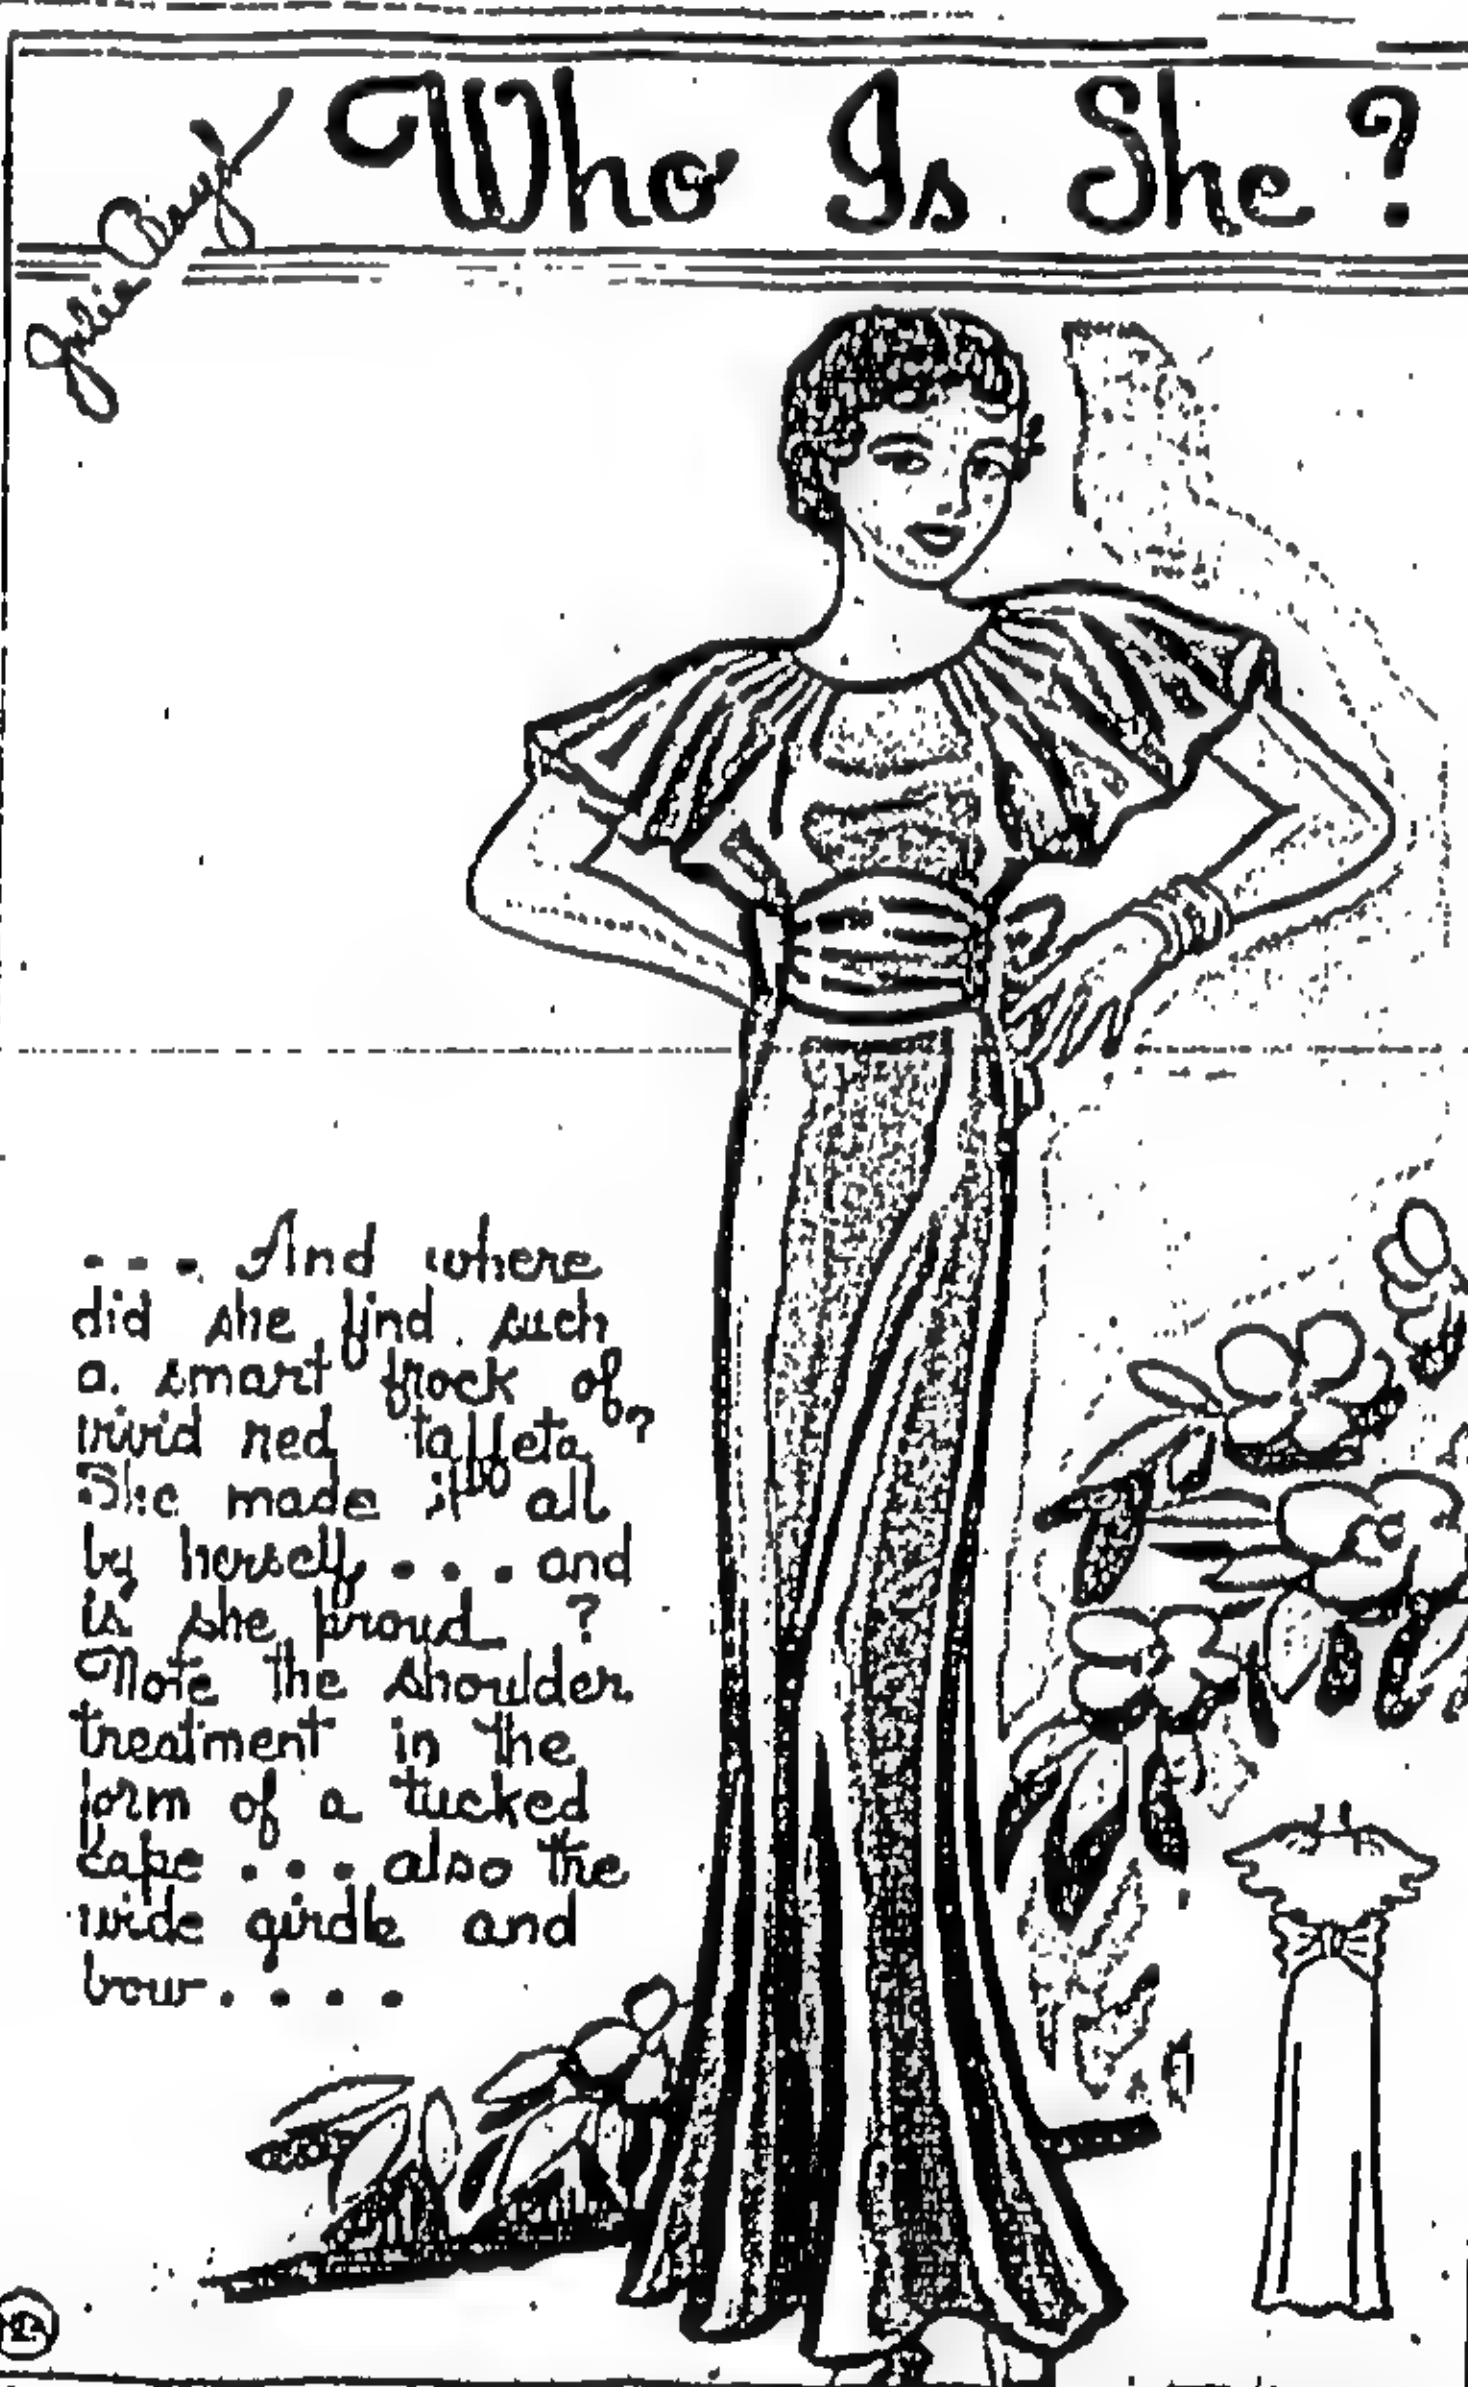 Julia Boyd
Who Is She?
... And where
did she find such
a smart frock of
vivid red taffeta?
She made it all
by herself ... and
is she proud ?
Note the shoulder
treatment in the
form of a tucked
cape ... also the
wide girdle and
bow....